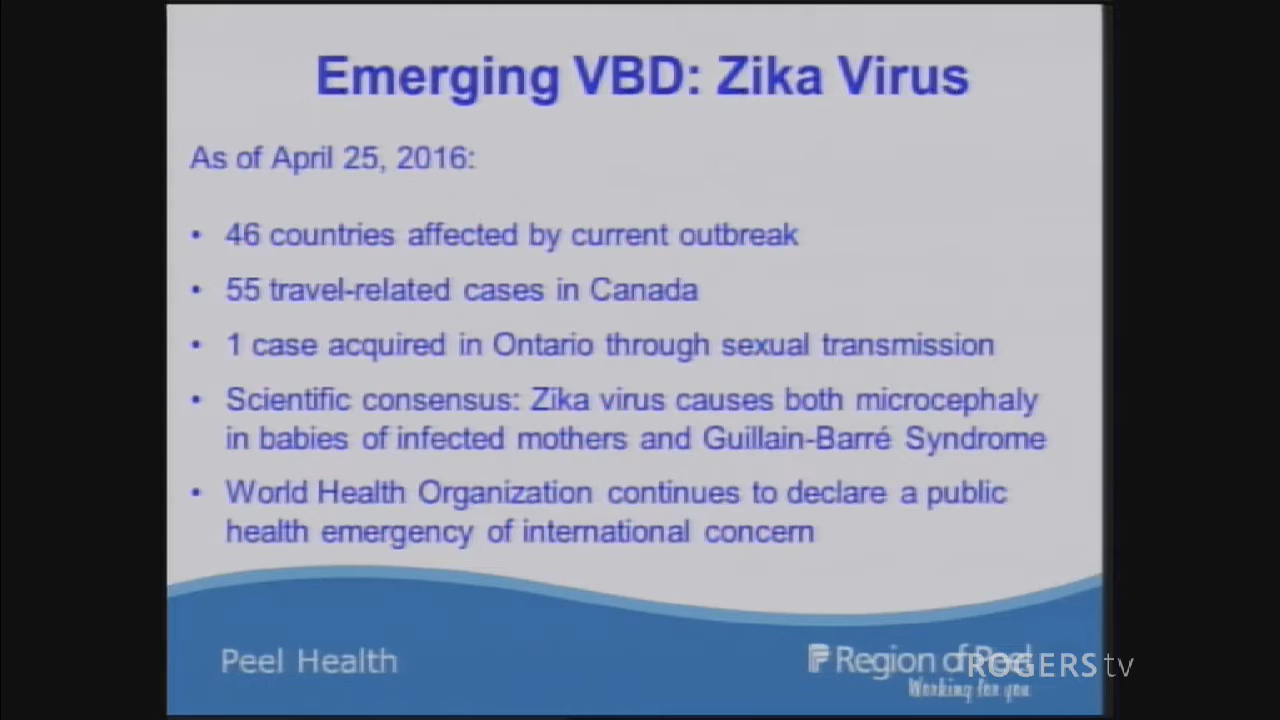 Emerging VBD: Zika Virus
As of April 25, 2016:
• 46 countries affected by current outbreak
• 55 travel-related cases in Canada
• 1 case acquired in Ontario through sexual transmission
• Scientific consensus: Zika virus causes both microcephaly
in babies of infected mothers and Guillain-Barré Syndrome
• World Health Organization continues to declare a public
health emergency of international concern
Peel Health
Region of Peel
ROGERS tv
Working for you